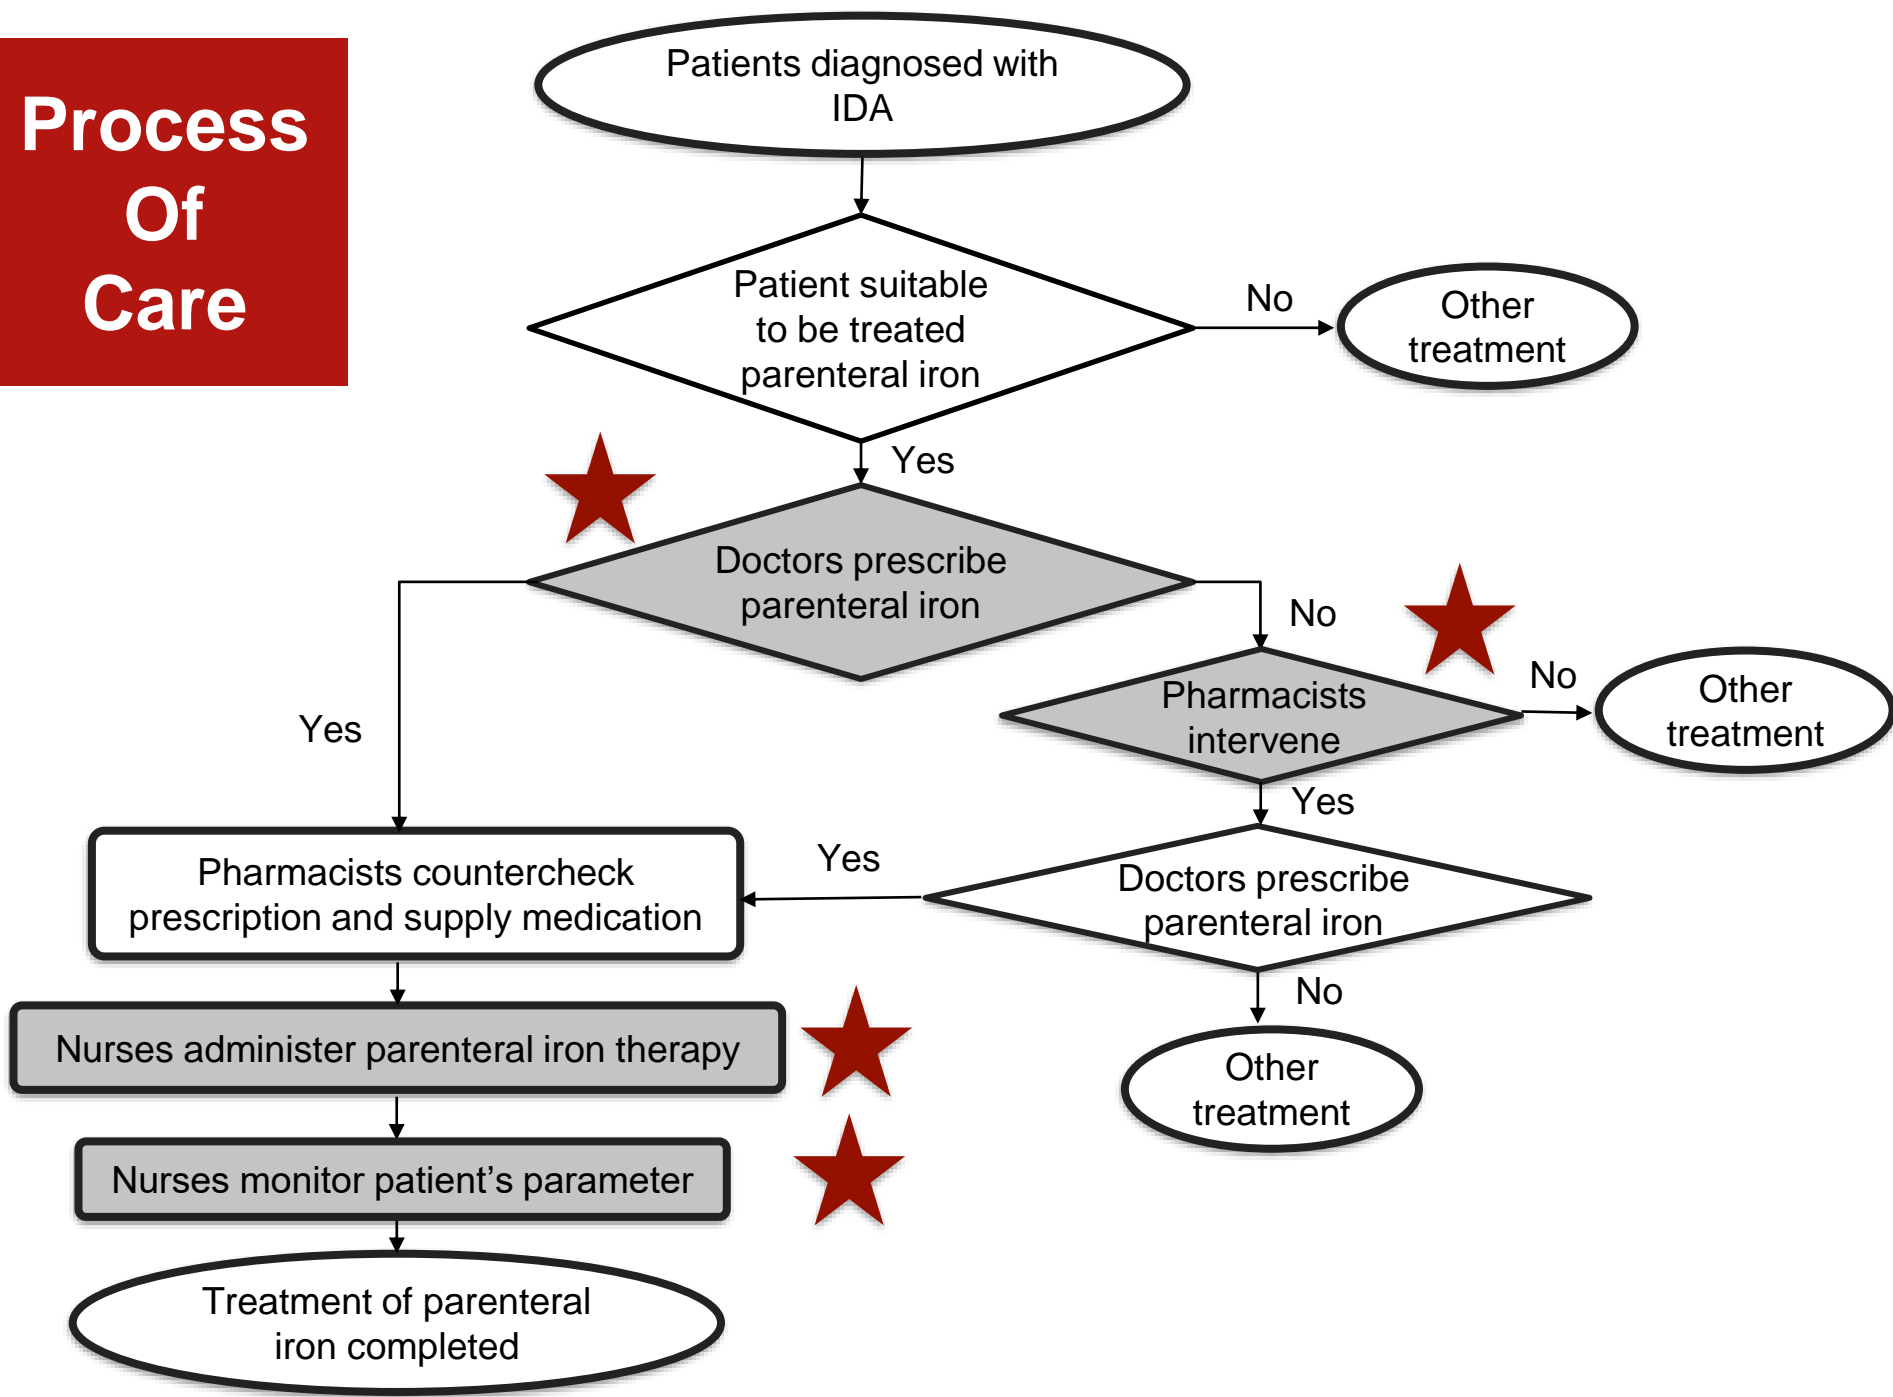 Process
Of
Care
Patients diagnosed with
IDA
Patient suitable
to be treated
parenteral iron
No
Other
treatment
Yes
Doctors prescribe
parenteral iron
No
Pharmacists
intervene
No
Other
treatment
Yes
Yes
Doctors prescribe
parenteral iron
Yes
Pharmacists countercheck
prescription and supply medication
No
Other
treatment
Nurses administer parenteral iron therapy
Nurses monitor patient’s parameter
Treatment of parenteral
iron completed